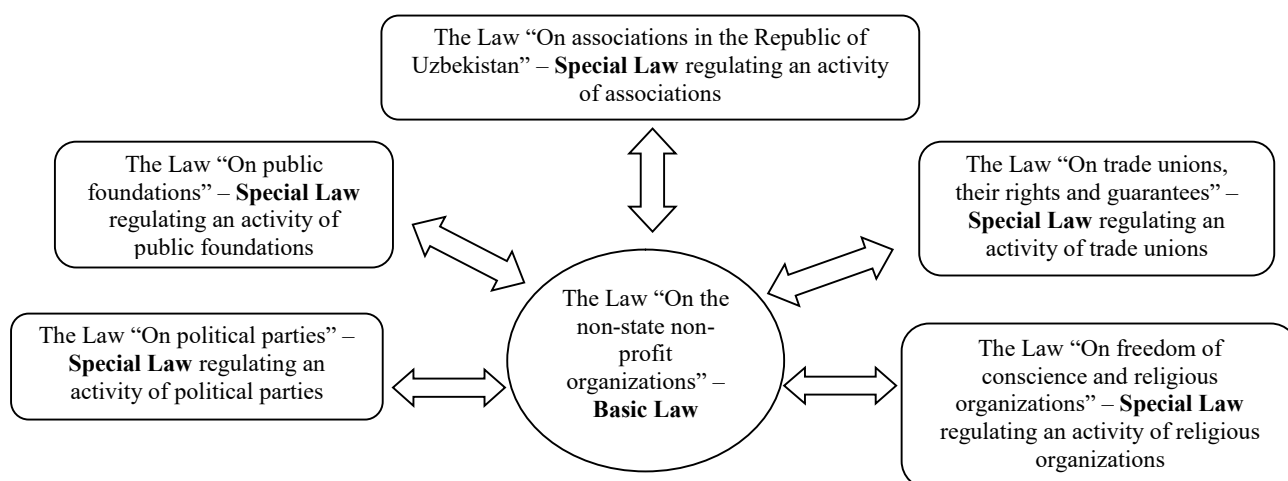 The Law “On associations in the Republic of
Uzbekistan” – Special Law regulating an activity
of associations
The Law “On public
foundations” – Special Law
regulating an activity of
public foundations
The Law “On trade unions,
their rights and guarantees” –
Special Law regulating an
activity of trade unions
The Law “On political parties” –
Special Law regulating an
activity of political parties
The Law “On the
non-state non-
profit
organizations” –
Basic Law
The Law “On freedom of
conscience and religious
organizations” – Special Law
regulating an activity of religious
organizations